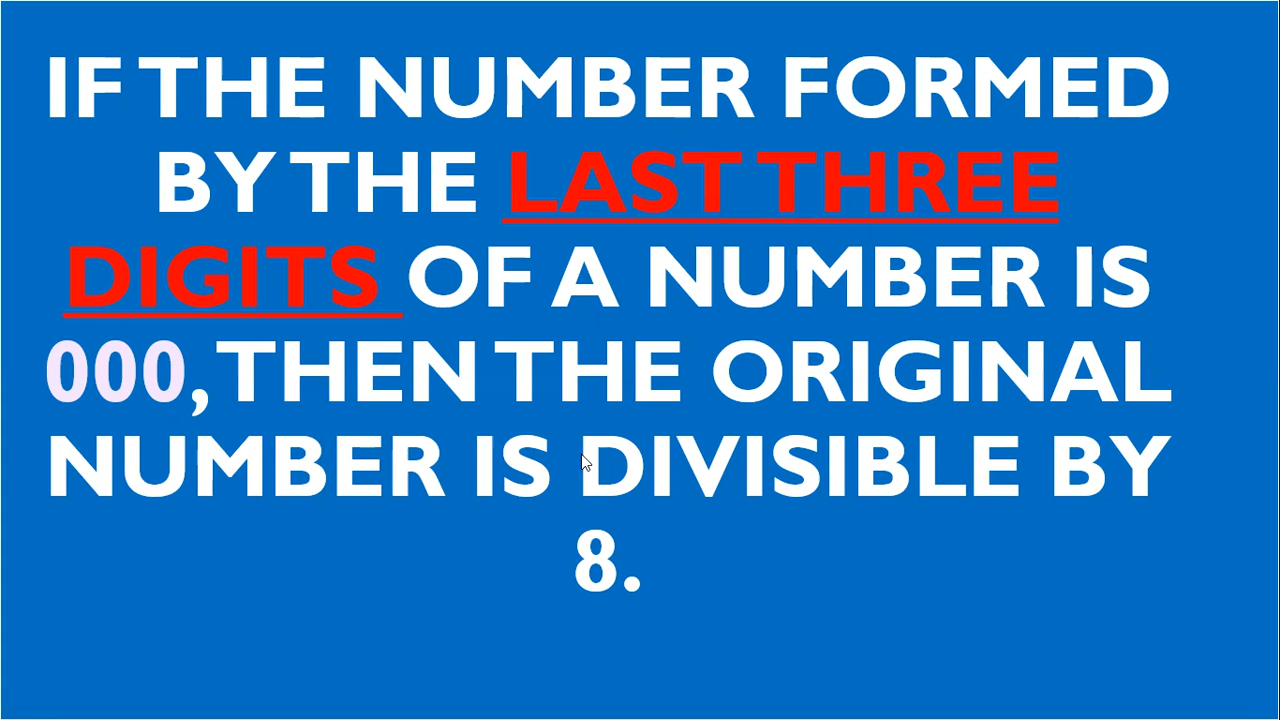 IF THE NUMBER FORMED
BY THE LAST THREE
DIGITS OF A NUMBER IS
000, THEN THE ORIGINAL
NUMBER IS DIVISIBLE BY
8.